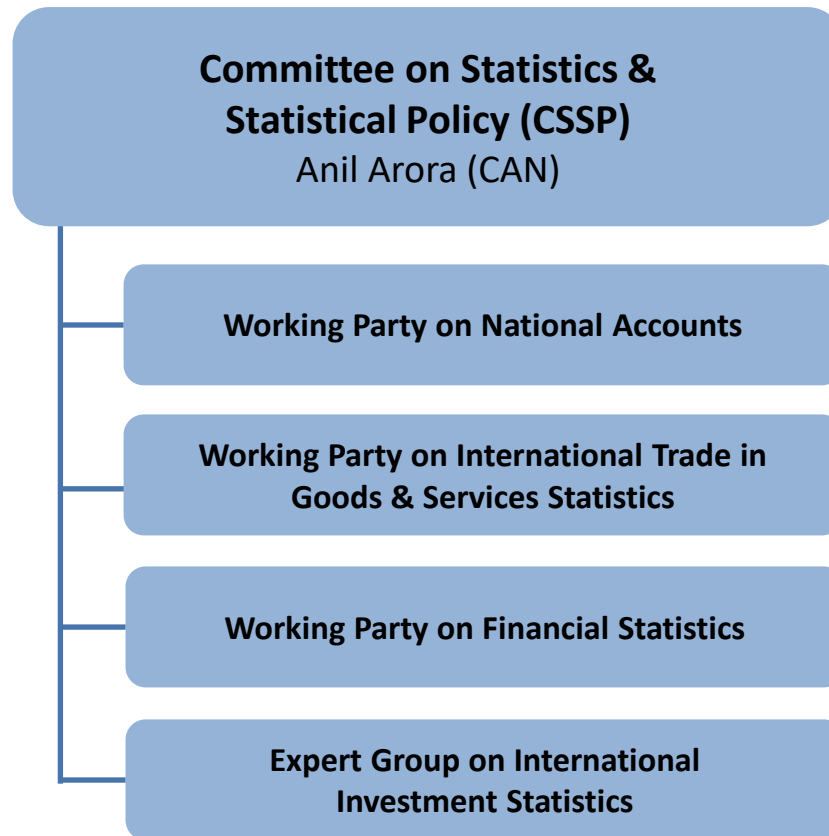 Committee on Statistics &
Statistical Policy (CSSP)
Anil Arora (CAN)
Working Party on National Accounts
Working Party on International Trade in
Goods & Services Statistics
Working Party on Financial Statistics
Expert Group on International
Investment Statistics